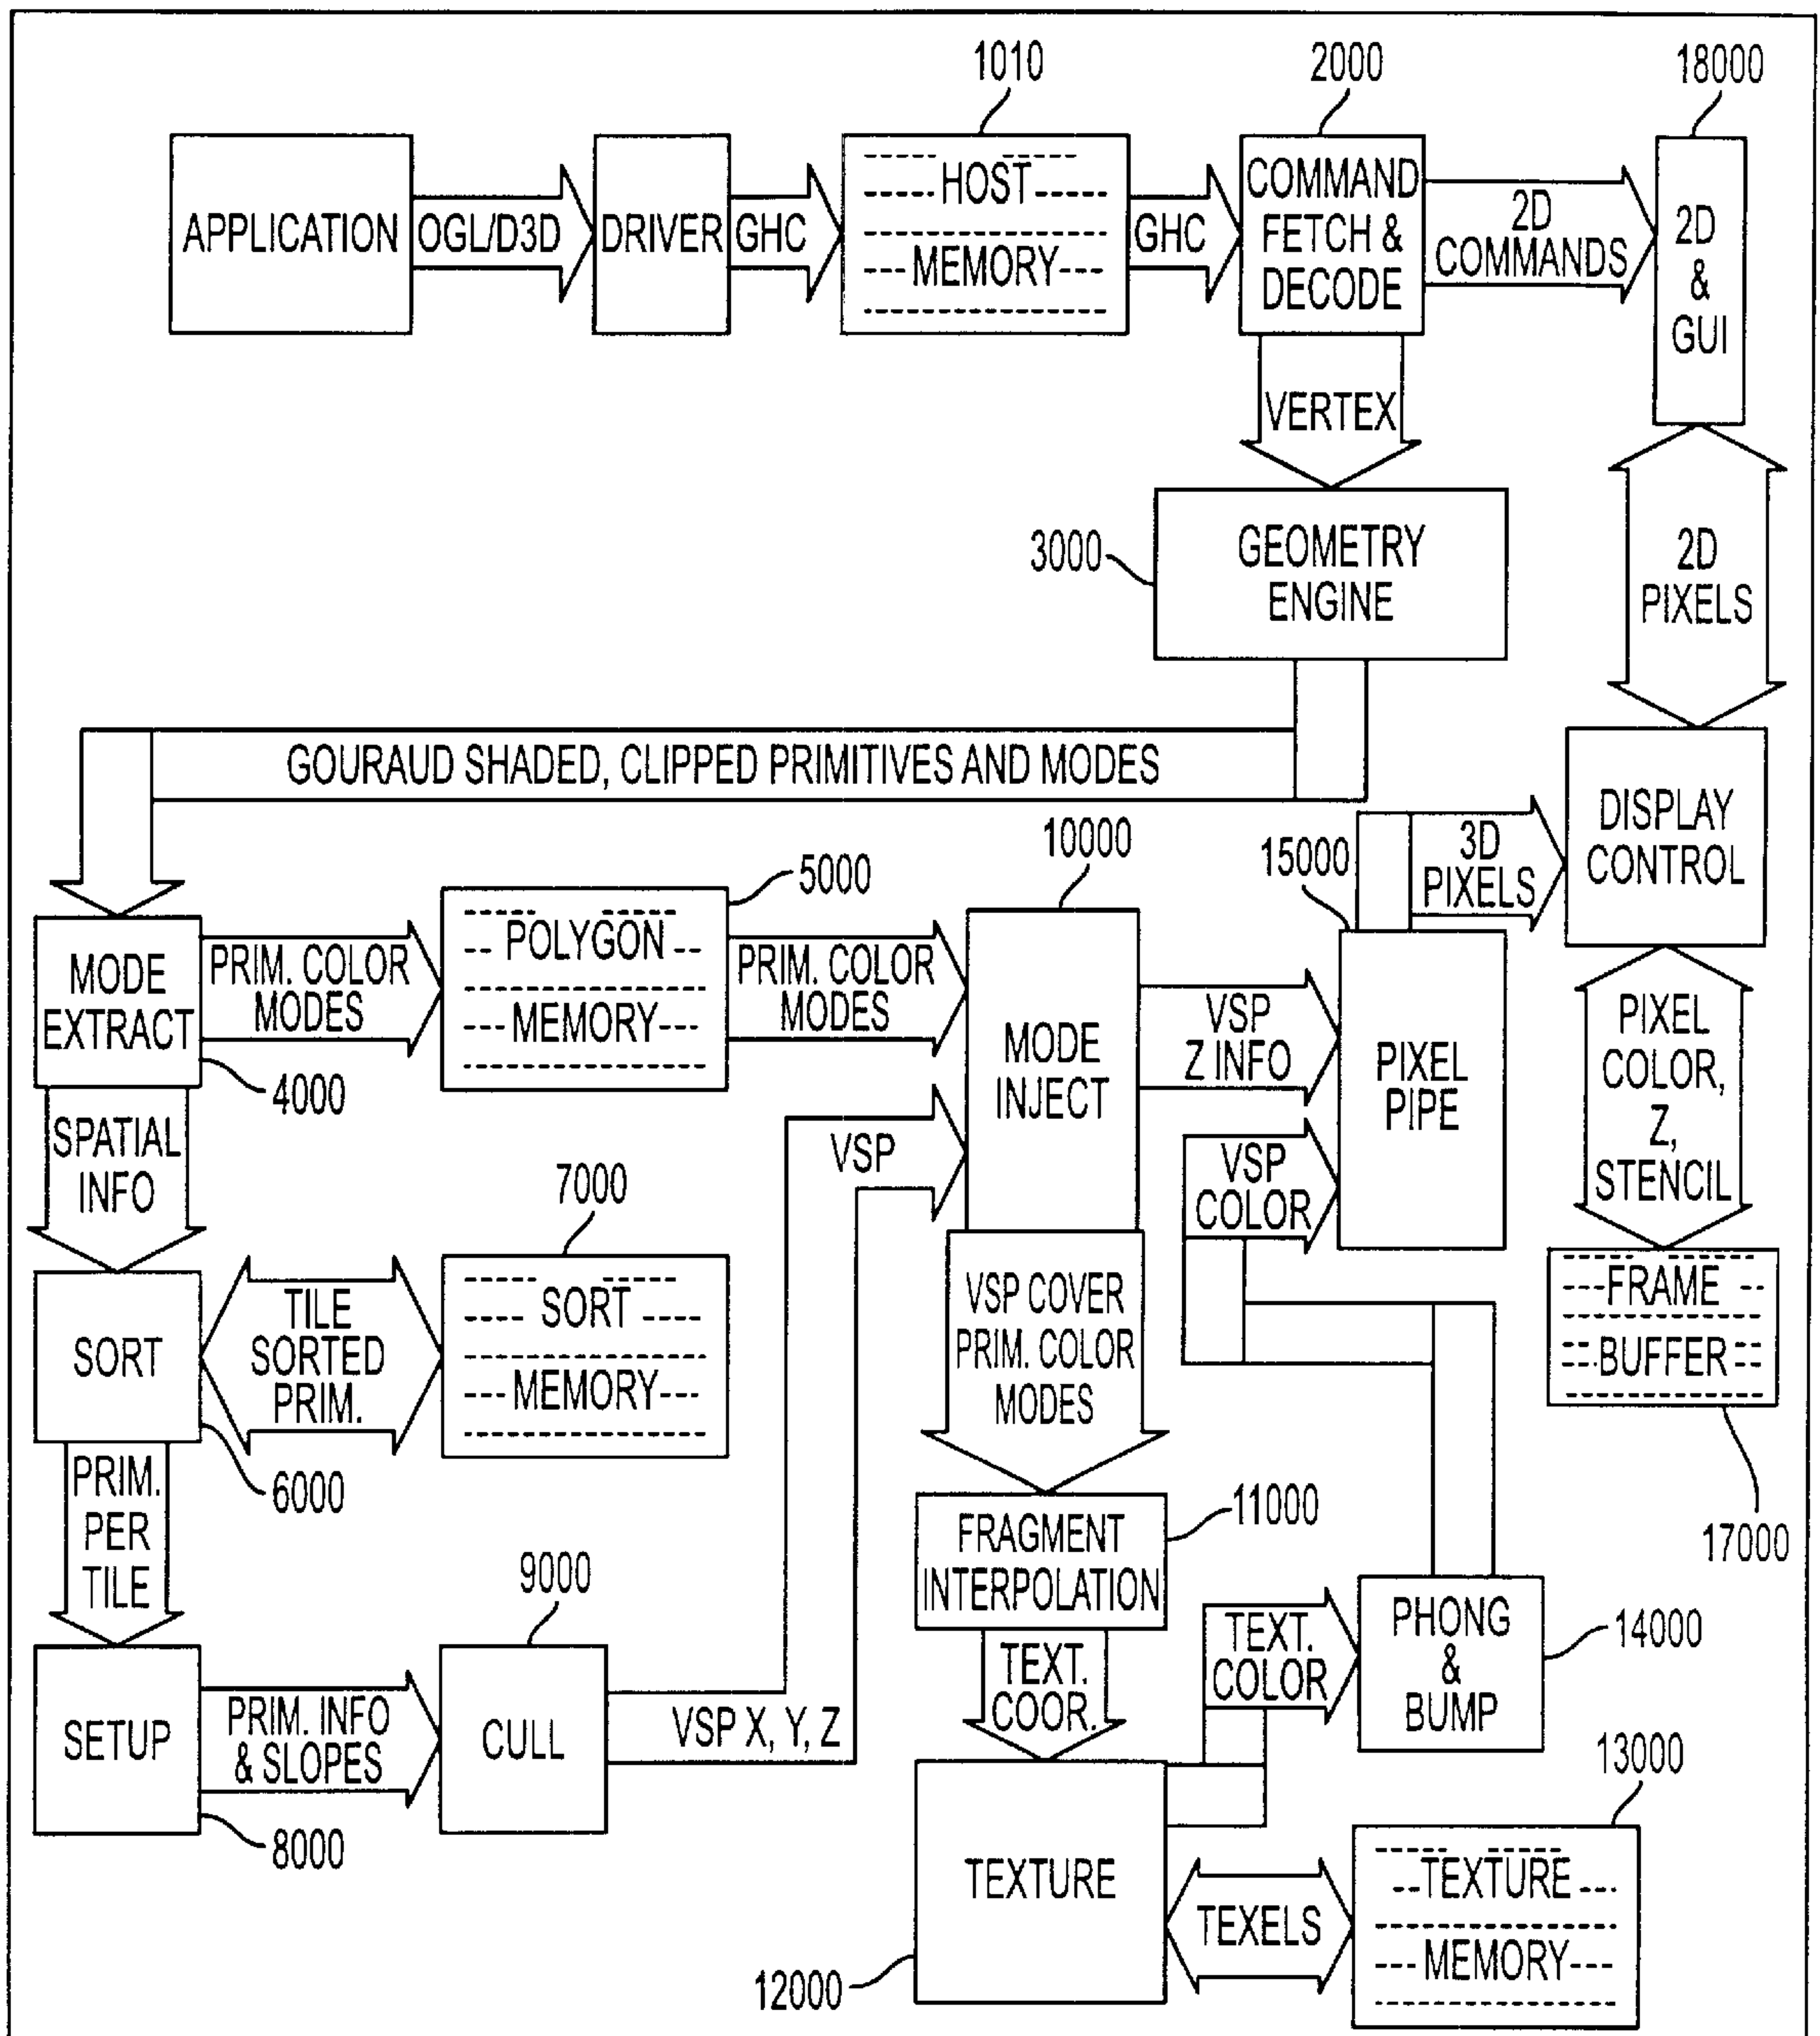 1010
2000
18000
APPLICATION
OGL/D3D
DRIVER
GHC
HOST
MEMORY
GHC
COMMAND
FETCH &
DECODE
2D
COMMANDS
2D
&
GUI
VERTEX
3000
GEOMETRY
ENGINE
2D
PIXELS
GOURAUD SHADED, CLIPPED PRIMITIVES AND MODES
DISPLAY
CONTROL
10000
15000
3D
PIXELS
5000
MODE
EXTRACT
4000
PRIM. COLOR
MODES
POLYGON
MEMORY
PRIM. COLOR
MODES
MODE
INJECT
VSP
Z INFO
PIXEL
PIPE
PIXEL
COLOR,
Z,
STENCIL
SPATIAL
INFO
VSP
VSP
COLOR
7000
SORT
6000
TILE
SORTED
PRIM.
SORT
MEMORY
VSP COVER
PRIM. COLOR
MODES
FRAME
BUFFER
17000
PRIM.
PER
TILE
9000
FRAGMENT
INTERPOLATION
11000
SETUP
8000
PRIM. INFO
& SLOPES
CULL
VSP X, Y, Z
TEXT.
COOR.
TEXT.
COLOR
PHONG
&
BUMP
14000
13000
TEXTURE
12000
TEXELS
TEXTURE
MEMORY